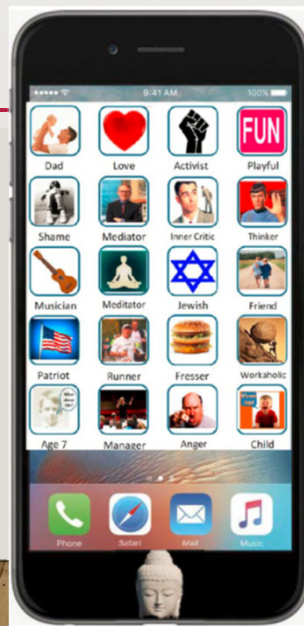 9:41 AM 100%
FUN
Dad Love Activist Playful
Shame Mediator Inner Critic Thinker
Musician Meditator Jewish Friend
Patriot Runner Fresser Workaholic
Age 7 Manager Anger Child
Phone Safari Mail Music